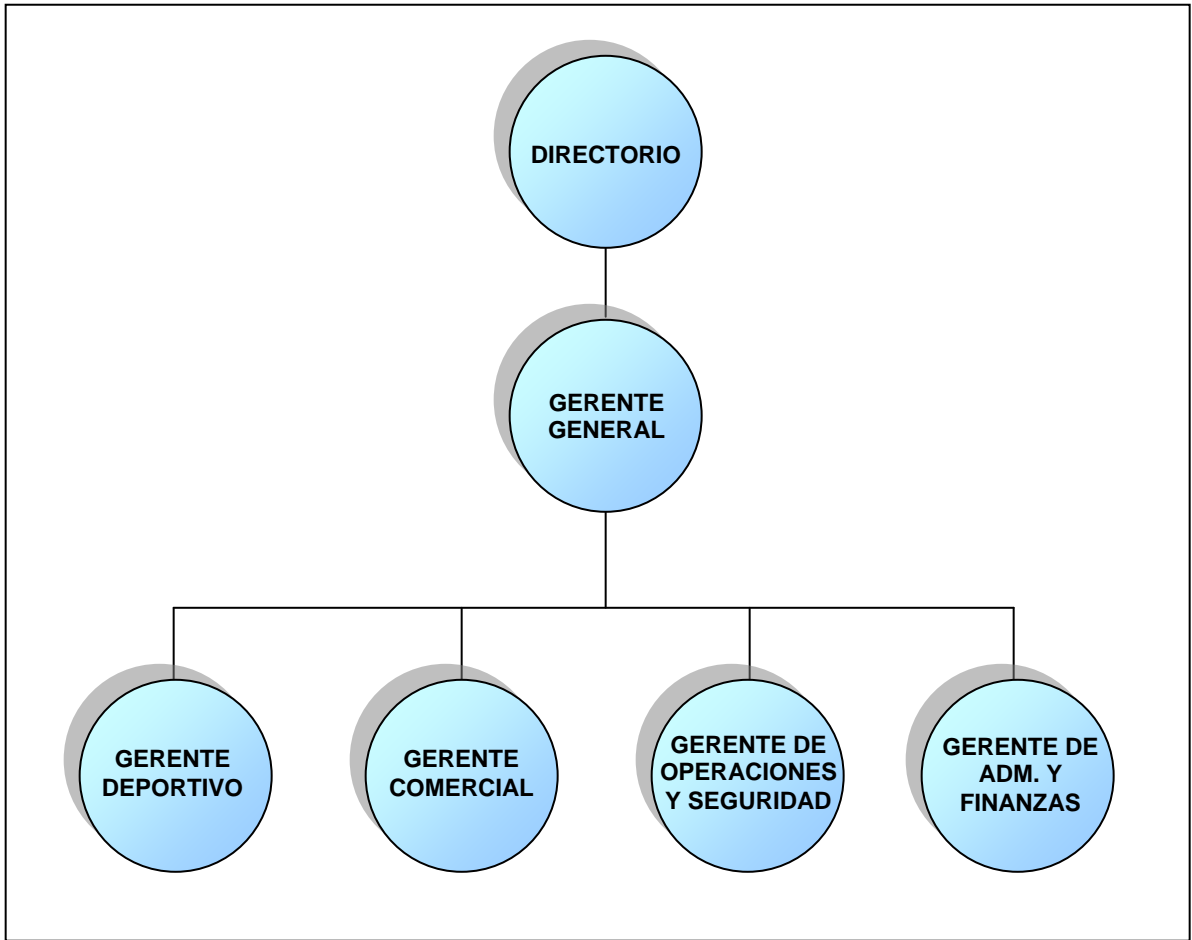 DIRECTORIO
GERENTE
GENERAL
GERENTE
DEPORTIVO
GERENTE
COMERCIAL
GERENTE DE
OPERACIONES
Y SEGURIDAD
GERENTE DE
ADM. Y
FINANZAS